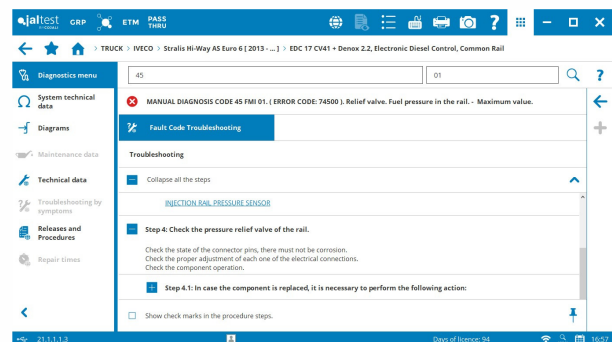 jaltest GRP ETM PASS THRU
TRUCK > IVECO > Stralis Hi-Way AS Euro 6 [ 2013 - ...] > EDC 17 CV41 + Denox 2.2, Electronic Diesel Control, Common Rail
Diagnostics menu
45
01
System technical data
MANUAL DIAGNOSIS CODE 45 FMI 01. ( ERROR CODE: 74500 ). Relief valve. Fuel pressure in the rail. - Maximum value.
Diagrams
Fault Code Troubleshooting
Maintenance data
Troubleshooting
Technical data
Collapse all the steps
Troubleshooting by symptoms
INJECTION RAIL PRESSURE SENSOR
Releases and Procedures
Step 4: Check the pressure relief valve of the rail.
Repair times
Check the state of the connector pins, there must not be corrosion.
Check the proper adjustment of each one of the electrical connections.
Check the component operation.
Step 4.1: In case the component is replaced, it is necessary to perform the following action:
Show check marks in the procedure steps.
21.1.1.1.3
Days of licence: 94
16:57